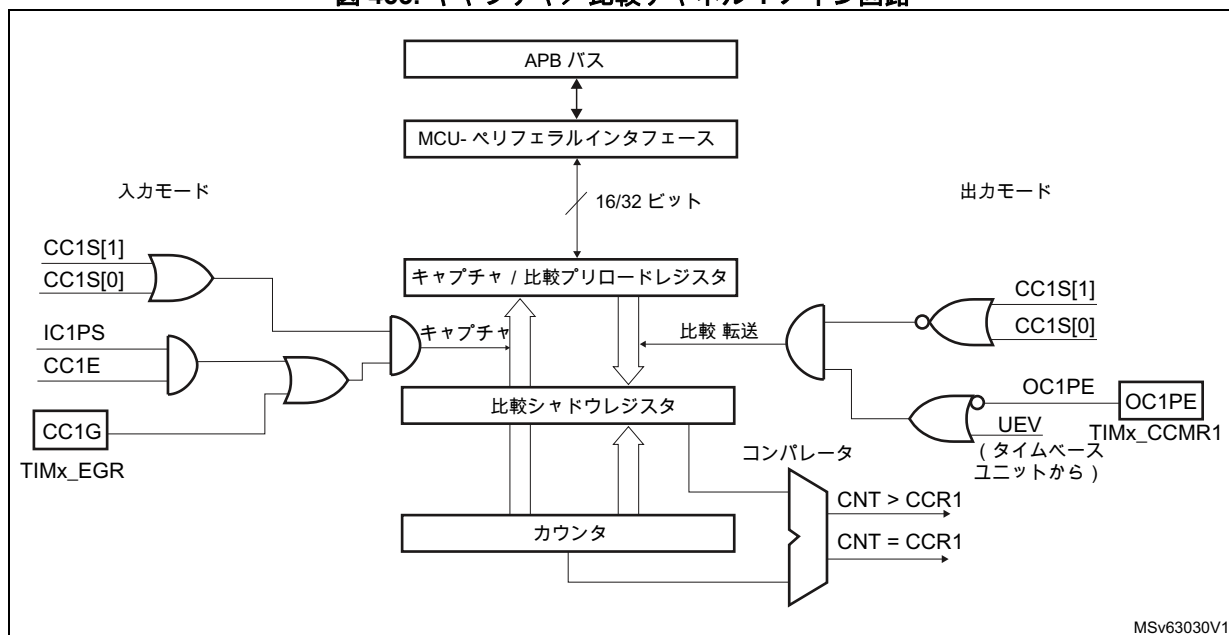 APB バス
MCU- ペリフェラルインタフェース
入力モード
16/32 ビット
出力モード
CC1S[1]
CC1S[0]
キャプチャ / 比較プリロードレジスタ
CC1S[1]
CC1S[0]
IC1PS
CC1E
キャプチャ
比較 転送
CC1G
TIMx_EGR
比較シャドウレジスタ
OC1PE
OC1PE
UEV
TIMx_CCMR1
( タイムベース
ユニットから )
コンパレータ
CNT > CCR1
カウンタ
CNT = CCR1
MSv63030V1